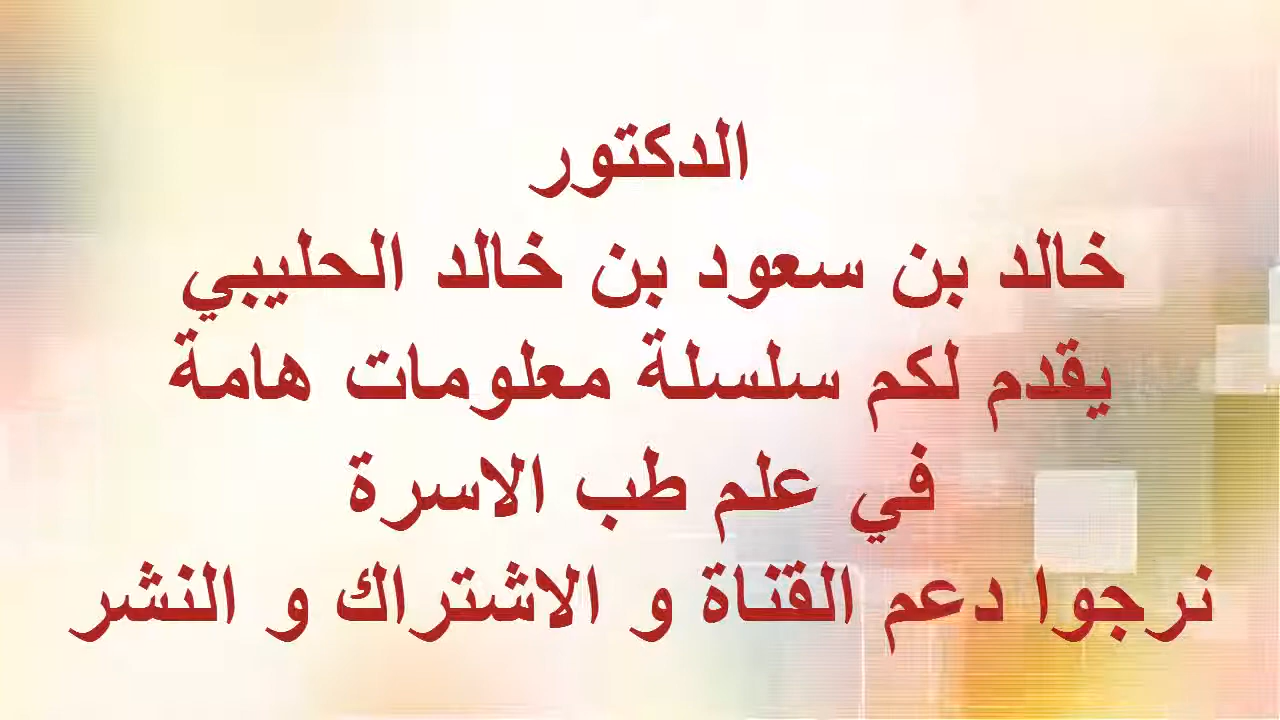 الدكتور
خالد بن سعود بن خالد الحليبي
يقدم لكم سلسلة معلومات هامة
في علم طب الاسرة
نرجوا دعم القناة و الاشتراك و النشر